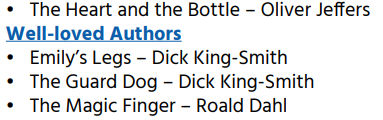 • The Heart and the Bottle – Oliver Jeffers
Well-loved Authors
• Emily’s Legs – Dick King-Smith
• The Guard Dog – Dick King-Smith
• The Magic Finger – Roald Dahl